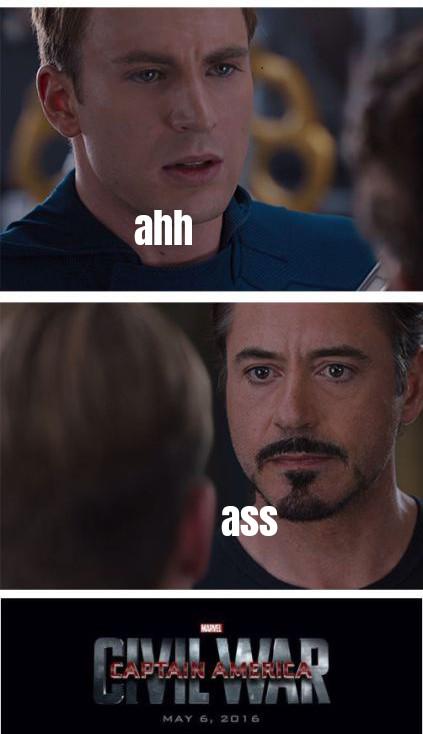 ahh
ass
MARVEL
CIVIL WAR
CAPTAIN AMERICA
MAY 6, 2016